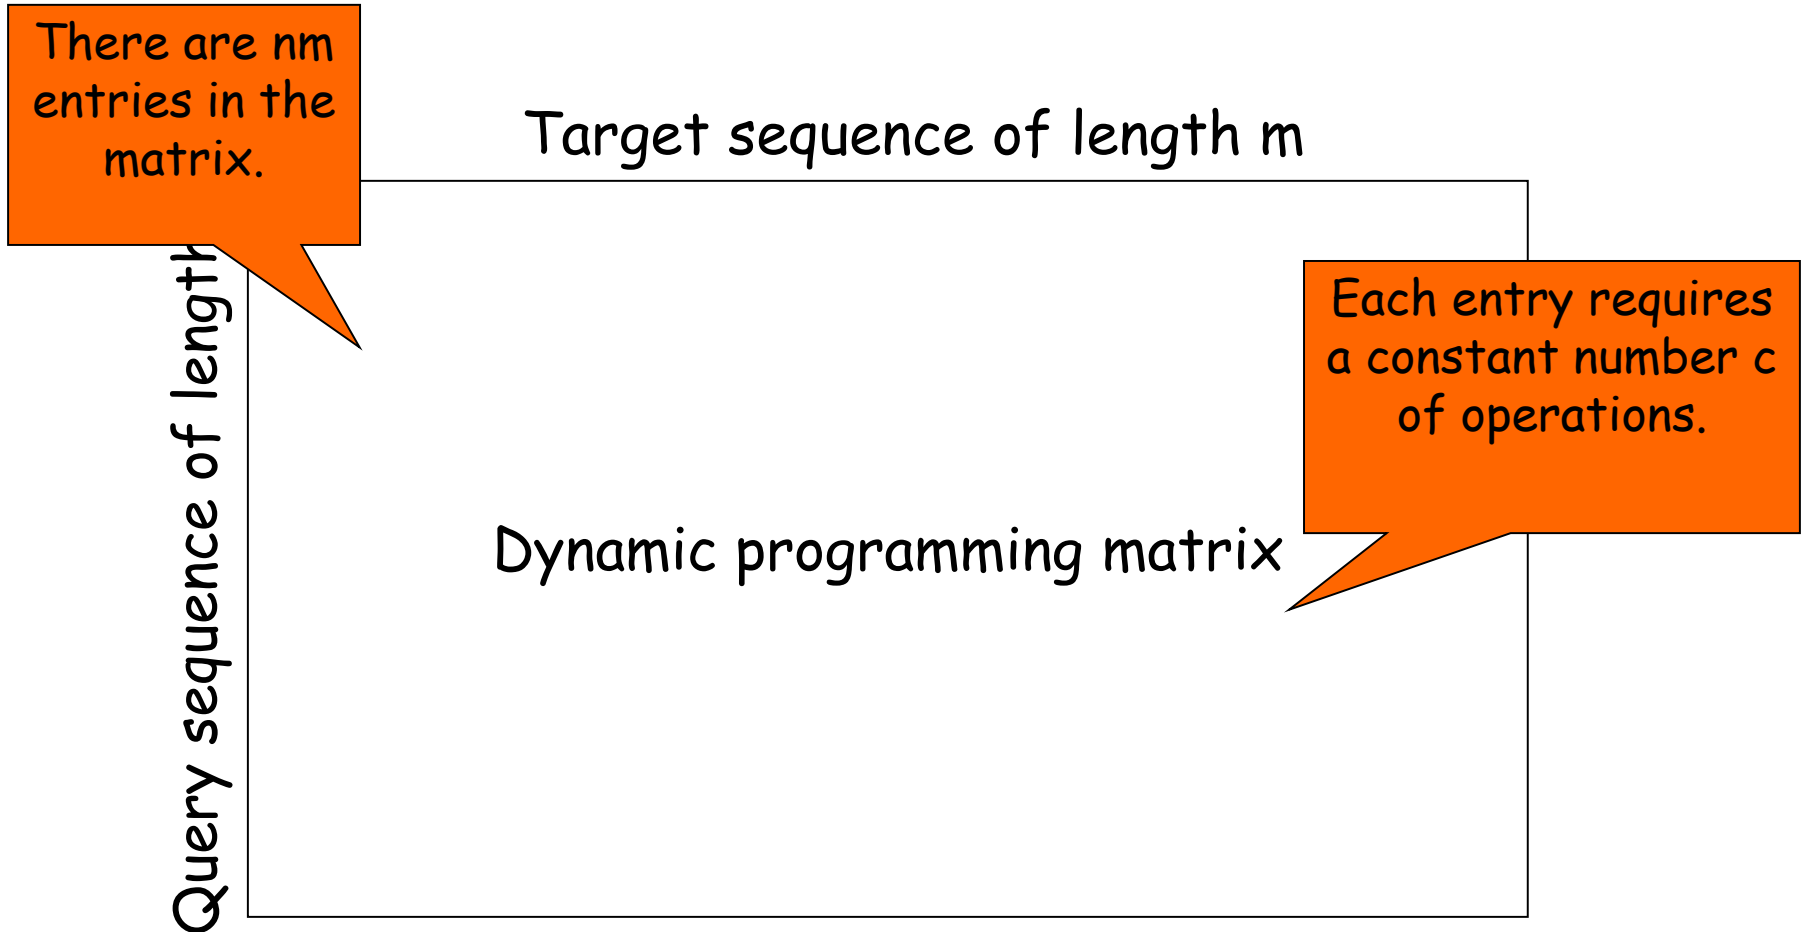 There are nm
entries in the
matrix.
Target sequence of length m
Each entry requires
a constant number c
of operations.
Dynamic programming matrix
Query sequence of length